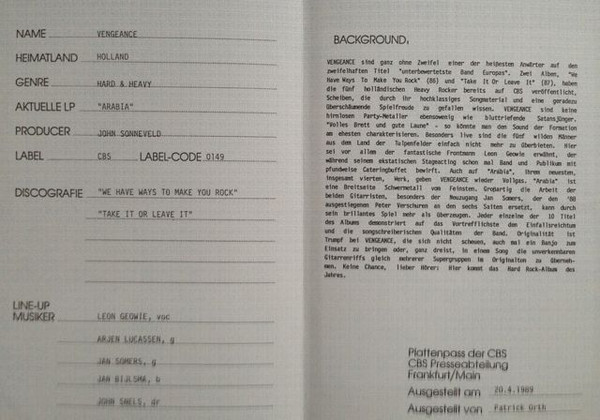 NAME VENGEANCE
HEIMATLAND HOLLAND
GENRE HARD & HEAVY
AKTUELLE LP "ARABIA"
PRODUCER JOHN SONNEVELD
LABEL CBS LABEL-CODE 0149
DISCOGRAFIE "WE HAVE WAYS TO MAKE YOU ROCK"
"TAKE IT OR LEAVE IT"
LINE-UP
MUSIKER LEON GEOWIE, voc
ARJEN LUCASSEN, g
JAN SOMERS, g
JAN BIJLSMA, b
JOHN SNELS, dr
BACKGROUND,
VENGEANCE sind ganz ohne Zweifel einer der heißesten Anwärter auf den
zweifelhaften Titel "unterbewertetste Band Europas". Zwei Alben, "We
Have Ways To Make You Rock" (86) und "Take It Or Leave It" (87), haben
die fünf holländischen Heavy Rocker bereits auf CBS veröffentlicht,
Scheiben, die durch ihr hochklassiges Songmaterial und eine geradezu
überschäumende Spielfreude zu gefallen wissen. VENGEANCE sind keine
hirnlosen Party-Metaller ebensowenig wie bluttriefende Satansjünger.
"Volles Brett und gute Laune" - so könnte man den Sound der Formation
am ehesten charakterisieren. Besonders live sind die fünf wilden Männer
aus dem Land der Tulpenfelder einfach nicht mehr zu überbieten. Hier
sei vor allem der fantastische Frontmann Leon Geowie erwähnt, der
während seinem ekstatischen Stageacting schon mal Band und Publikum mit
pfundweise Cateringbuffet bewirft. Auch auf "Arabia", ihrem neuesten,
insgesamt vierten, Werk, geben VENGEANCE wieder Vollgas. "Arabia" ist
eine Breitseite Schwermetall vom Feinsten. Großartig die Arbeit der
beiden Gitarristen, besonders der Neuzugang Jan Somers, der den '88
ausgestiegenen Peter Verschuren an den sechs Saiten ersetzt, kann durch
sein brillantes Spiel mehr als überzeugen. Jeder einzelne der 10 Titel
des Albums demonstriert auf das Vortrefflichste den Einfallsreichtum
und die songschreiberischen Qualitäten der Band. Originalität ist
Trumpf bei VENGEANCE, die sich nicht scheuen, auch mal ein Banjo zum
Einsatz zu bringen oder, ganz dreist, in einem Song die unverkennbaren
Gitarrenriffs gleich mehrerer Supergruppen im Originalton zu überneh-
men. Keine Chance, lieber Hörer: Hier kommt das Hard Rock-Album des
Jahres.
Plattenpass der CBS
CBS Presseabteilung
Frankfurt/Main
Ausgestellt am 20.4.1989
Ausgestellt von Patrick Orth